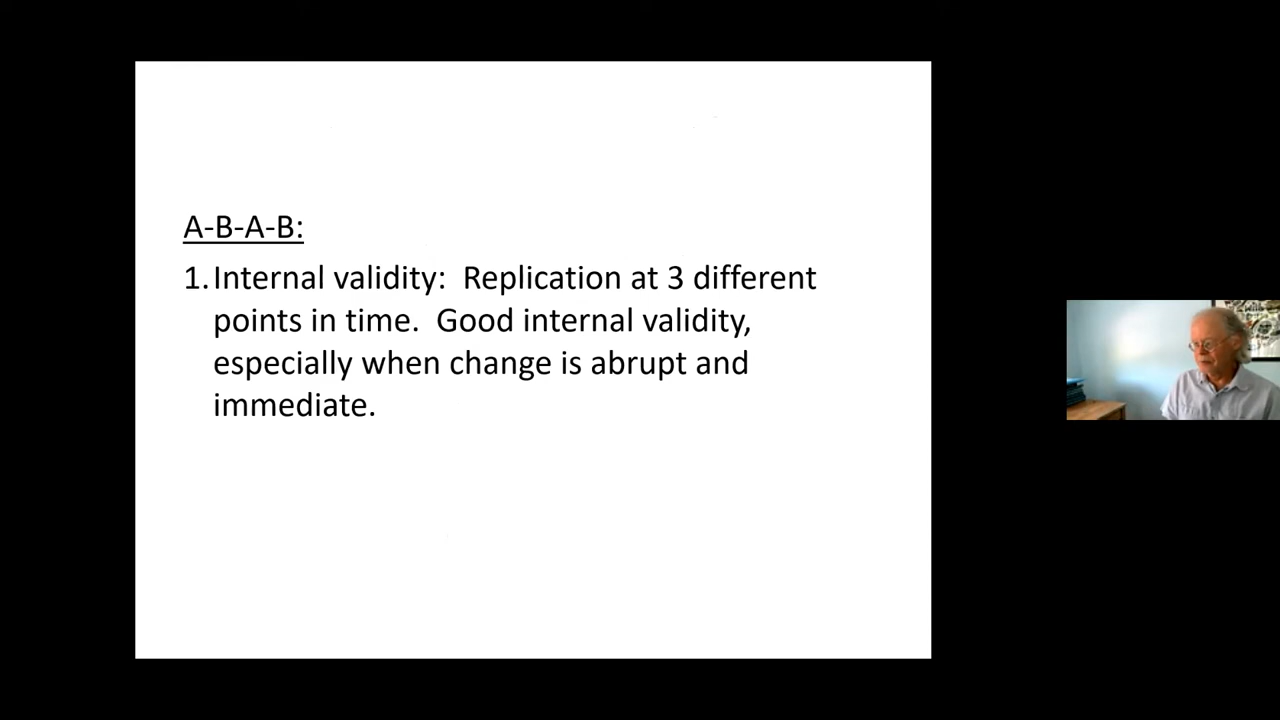 A-B-A-B:
1. Internal validity: Replication at 3 different
points in time. Good internal validity,
especially when change is abrupt and
immediate.